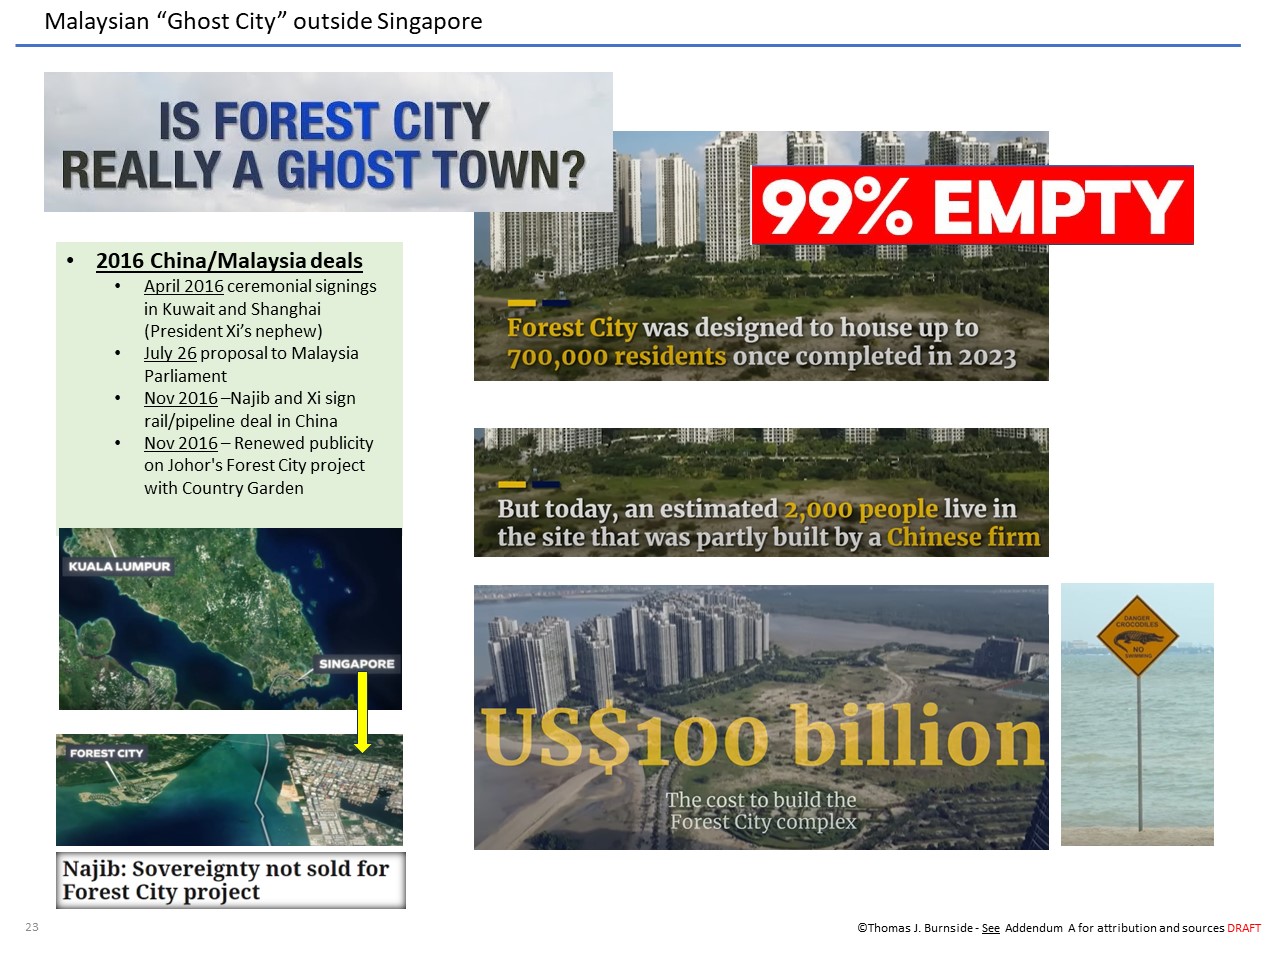 Malaysian “Ghost City” outside Singapore
IS FOREST CITY
REALLY A GHOST TOWN?
99% EMPTY
• 2016 China/Malaysia deals
• April 2016 ceremonial signings
in Kuwait and Shanghai
(President Xi’s nephew)
• July 26 proposal to Malaysia
Parliament
• Nov 2016 –Najib and Xi sign
rail/pipeline deal in China
• Nov 2016 – Renewed publicity
on Johor's Forest City project
with Country Garden
Forest City was designed to house up to
700,000 residents once completed in 2023
But today, an estimated 2,000 people live in
the site that was partly built by a Chinese firm
KUALA LUMPUR
SINGAPORE
FOREST CITY
US$100 billion
The cost to build the
Forest City complex
DANGER
CROCODILES
NO
SWIMMING
Najib: Sovereignty not sold for
Forest City project
23
©Thomas J. Burnside - See Addendum A for attribution and sources DRAFT